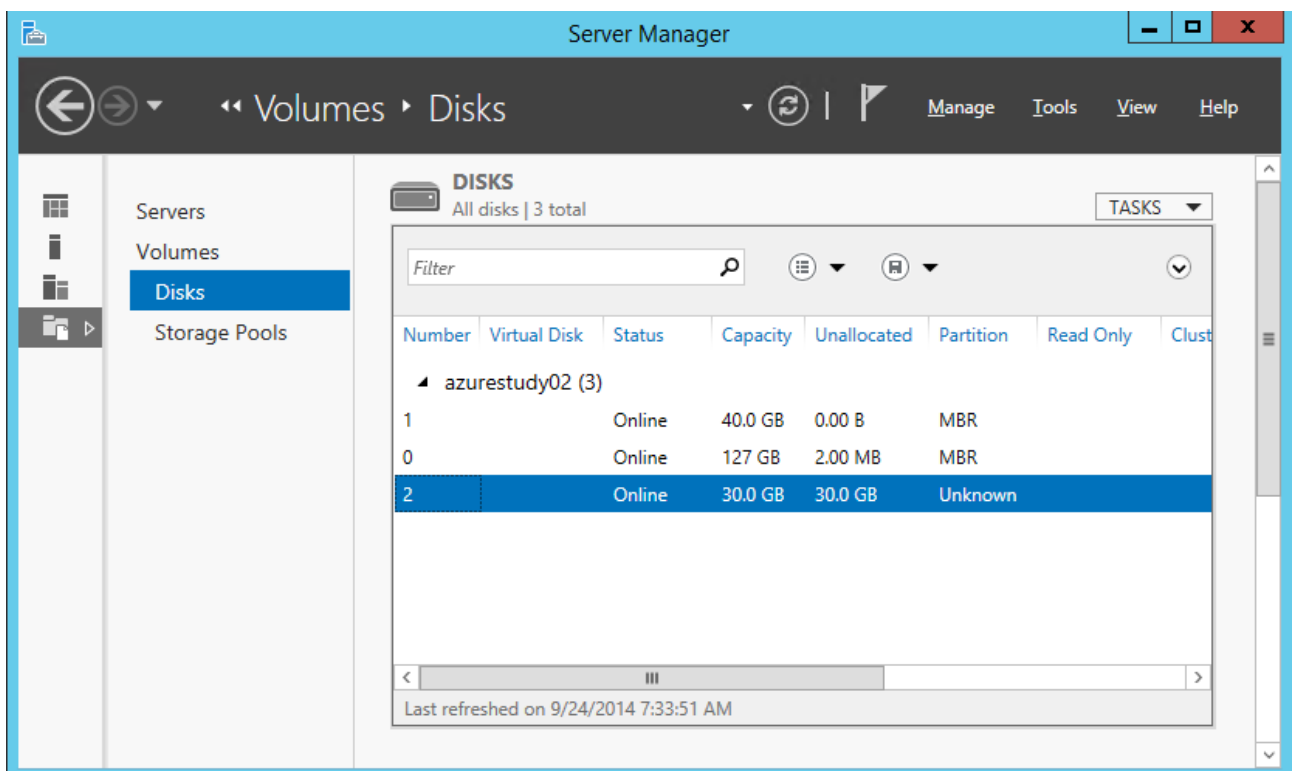 Server Manager
Volumes Disks
Manage Tools View Help
Servers
Volumes
Disks
Storage Pools
DISKS
All disks | 3 total
TASKS
Filter
Number Virtual Disk Status Capacity Unallocated Partition Read Only Clust
azurestudy02 (3)
1 Online 40.0 GB 0.00 B MBR
0 Online 127 GB 2.00 MB MBR
2 Online 30.0 GB 30.0 GB Unknown
Last refreshed on 9/24/2014 7:33:51 AM